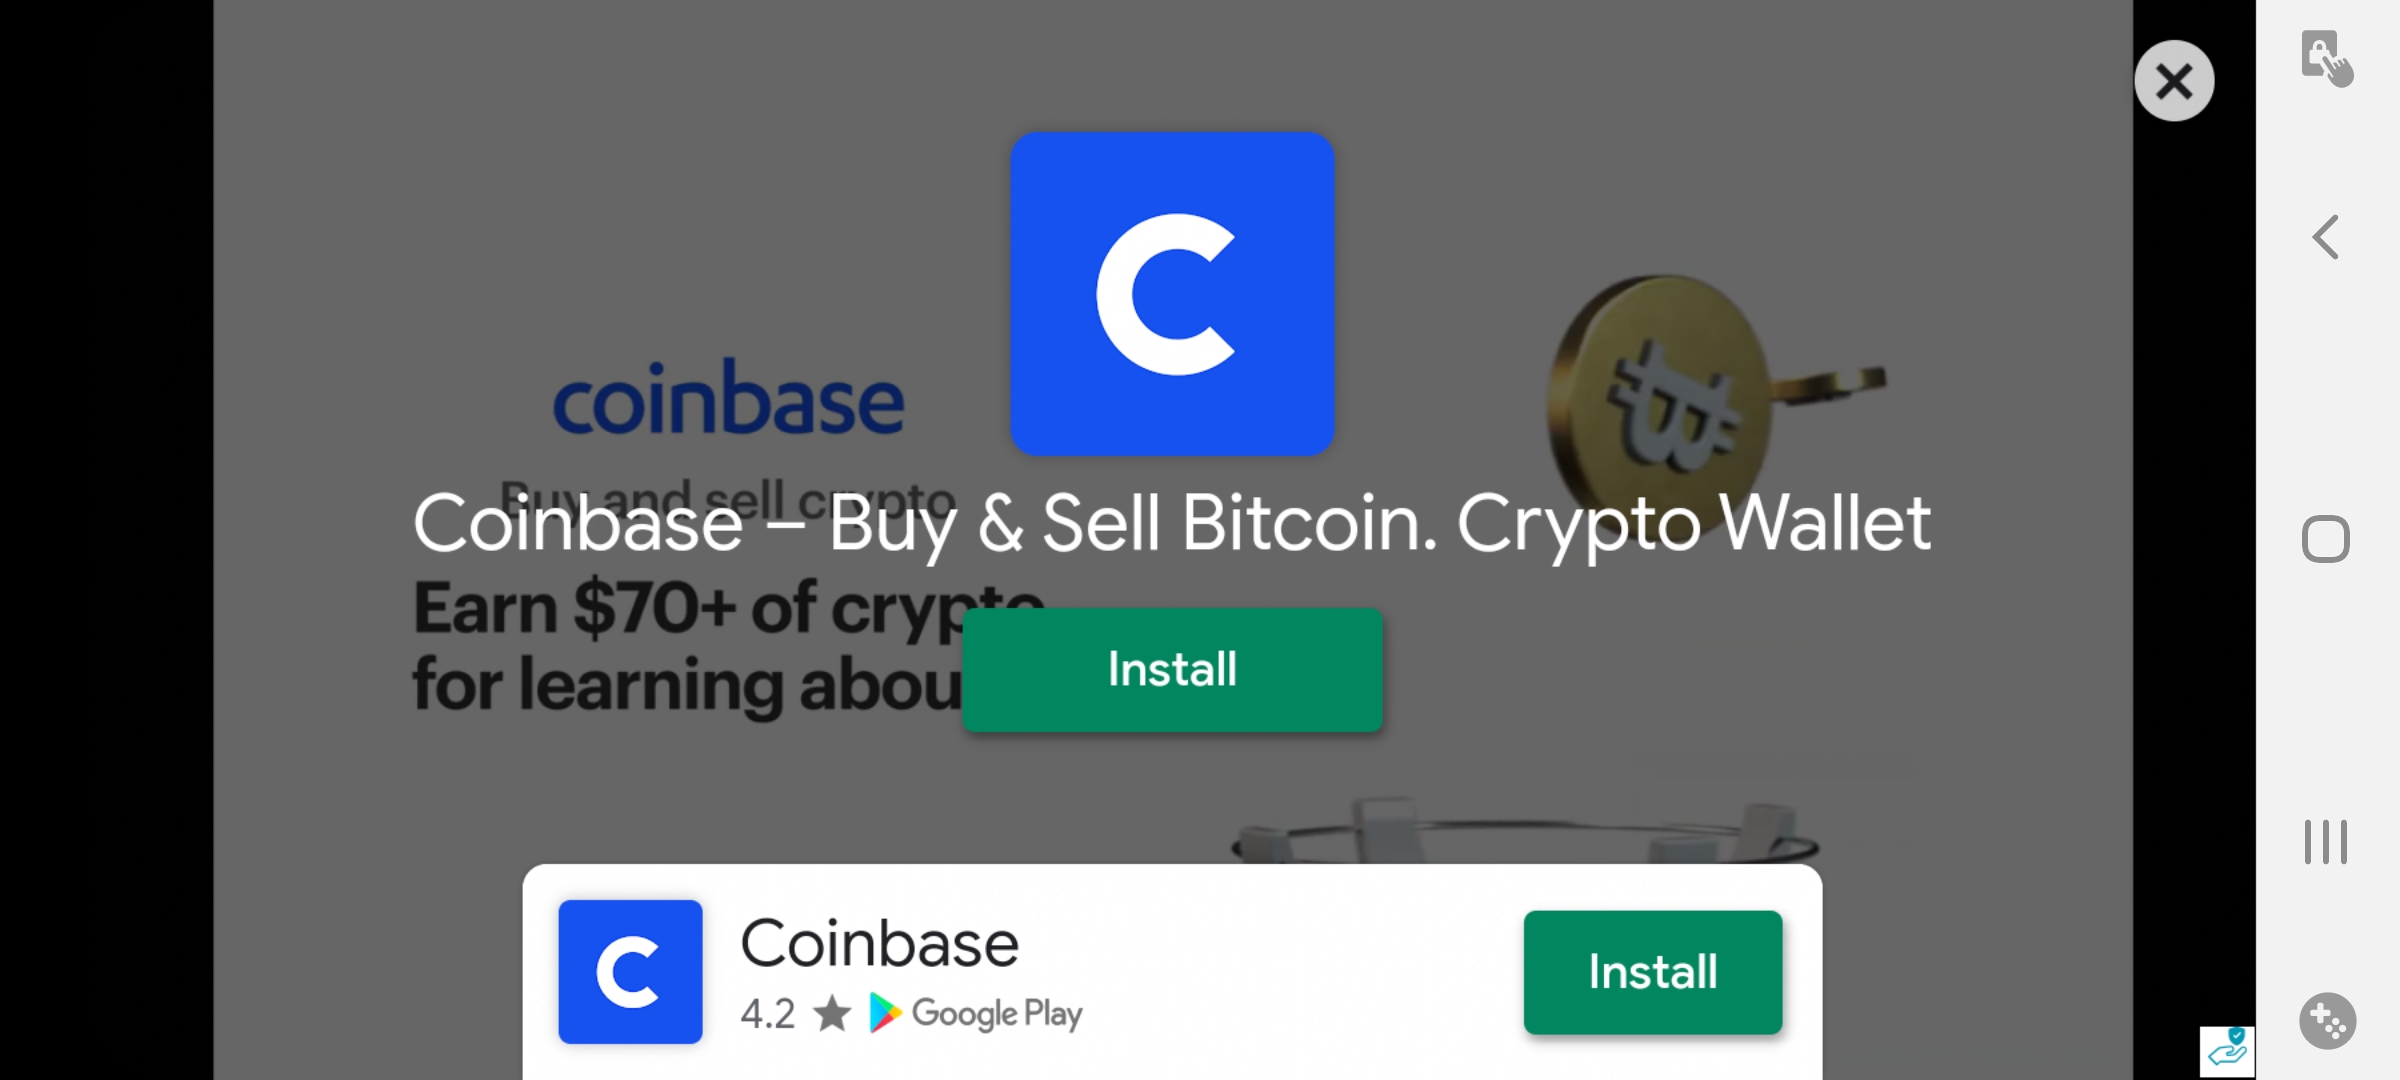 coinbase
Buy and sell crypto
Coinbase – Buy & Sell Bitcoin. Crypto Wallet
Earn $70+ of crypto
for learning abou
Install
Coinbase
4.2 ★ Google Play
Install